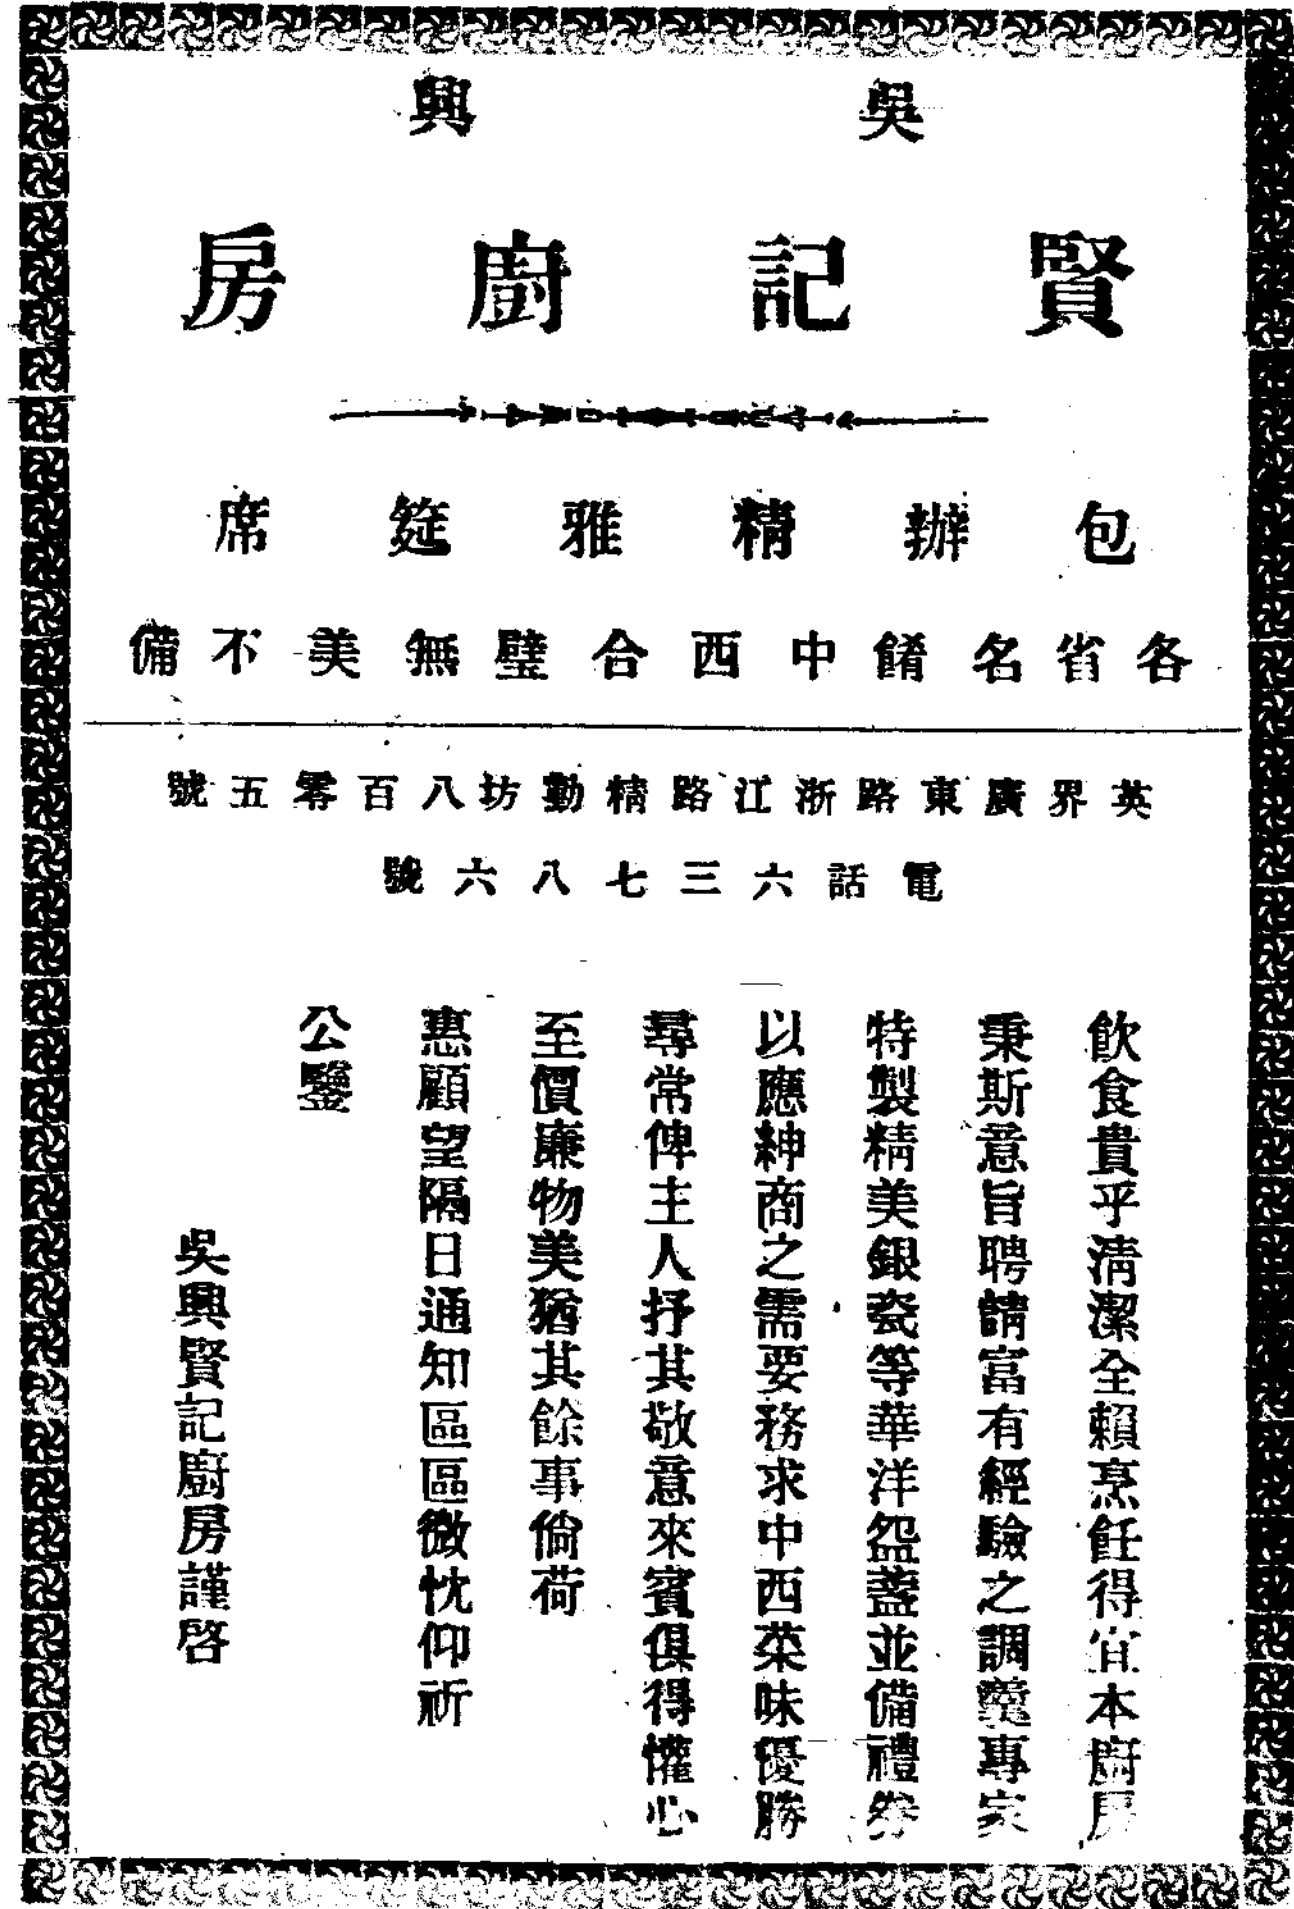 吳興
賢記廚房
包辦精雅筵席
各省名餚中西合璧無美不備
英界廣東路浙江路精勤坊八百零五號
電話六三七八六號
飲食貴乎清潔全賴烹飪得宜本廚房
秉斯意旨聘請富有經驗之調羹專家
特製精美銀瓷等華洋盌盞並備禮券
以應紳商之需要務求中西菜味優勝
尋常俾主人抒其敬意來賓俱得懽心
至價廉物美猶其餘事倘荷
惠顧望隔日通知區區微忱仰祈
公鑒
吳興賢記廚房謹啓